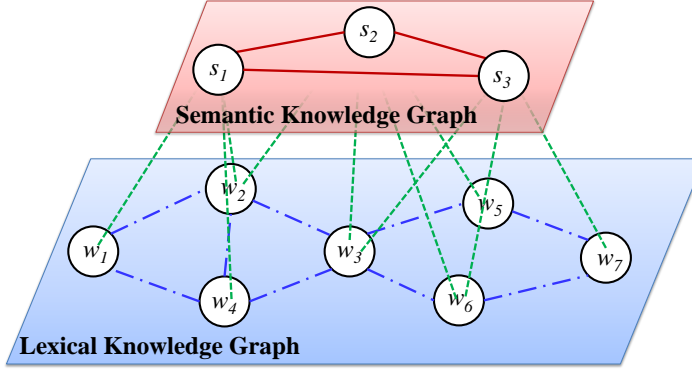 s2
s1
s3
Semantic Knowledge Graph
w2
w5
w1
w3
w7
w4
w6
Lexical Knowledge Graph